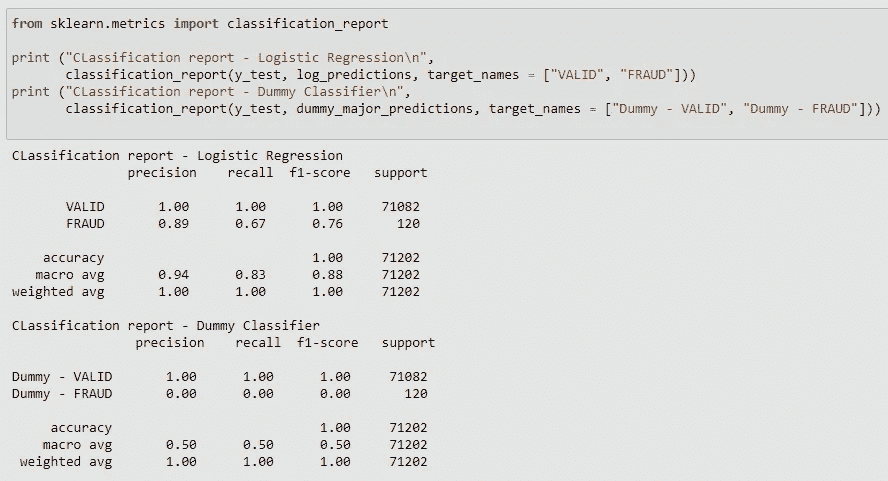 from sklearn.metrics import classification_report
print ("CLassification report - Logistic Regression\n",
classification_report(y_test, log_predictions, target_names = ["VALID", "FRAUD"]))
print ("CLassification report - Dummy Classifier\n",
classification_report(y_test, dummy_major_predictions, target_names = ["Dummy - VALID", "Dummy - FRAUD"]))
CLassification report - Logistic Regression
precision recall f1-score support
VALID 1.00 1.00 1.00 71082
FRAUD 0.89 0.67 0.76 120
accuracy 1.00 71202
macro avg 0.94 0.83 0.88 71202
weighted avg 1.00 1.00 1.00 71202
CLassification report - Dummy Classifier
precision recall f1-score support
Dummy - VALID 1.00 1.00 1.00 71082
Dummy - FRAUD 0.00 0.00 0.00 120
accuracy 1.00 71202
macro avg 0.50 0.50 0.50 71202
weighted avg 1.00 1.00 1.00 71202